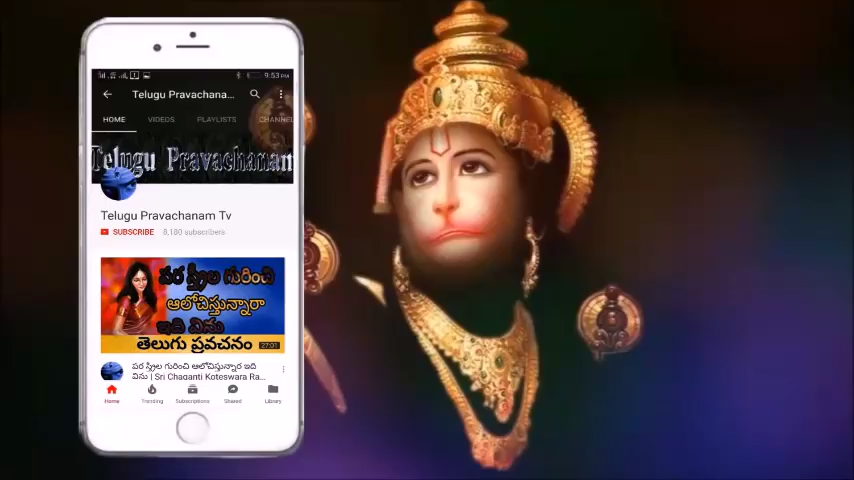 9:53 PM
Telugu Pravachana...
HOME VIDEOS PLAYLISTS CHANNEL
Telugu Pravachanam
Telugu Pravachanam Tv
SUBSCRIBE 8,180 subscribers
పర స్త్రీల గురించి
ఆలోచిస్తున్నారా
ఇది విను
తెలుగు ప్రవచనం 27:01
పర స్త్రీల గురించి ఆలోచిస్తున్నార ఇది
విను | Sri Chaganti Koteswara Ra...
Home Trending Subscriptions Shared Library